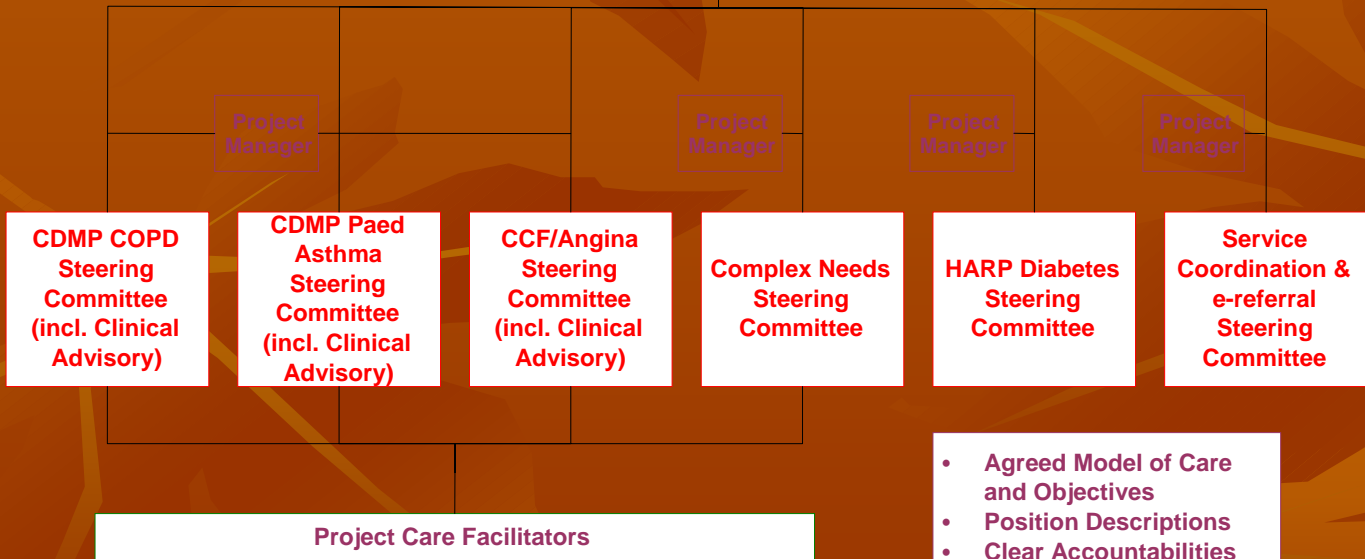 Project
Manager
Project
Manager
Project
Manager
Project
Manager
CDMP COPD
Steering
Committee
(incl. Clinical
Advisory)
CDMP Paed
Asthma
Steering
Committee
(incl. Clinical
Advisory)
CCF/Angina
Steering
Committee
(incl. Clinical
Advisory)
Complex Needs
Steering
Committee
HARP Diabetes
Steering
Committee
Service
Coordination &
e-referral
Steering
Committee
Project Care Facilitators
• Agreed Model of Care
and Objectives
• Position Descriptions
• Clear Accountabilities